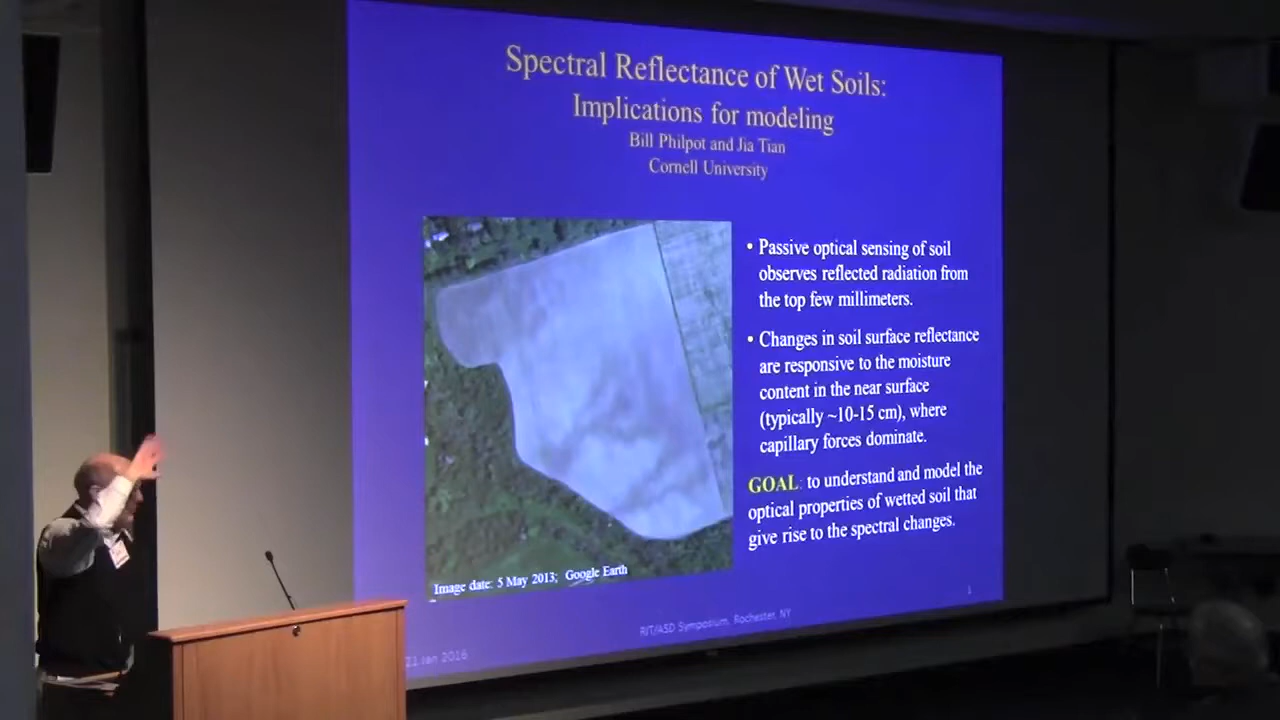 Spectral Reflectance of Wet Soils:
Implications for modeling
Bill Philpot and Jia Tian
Cornell University
• Passive optical sensing of soil
observes reflected radiation from
the top few millimeters.
• Changes in soil surface reflectance
are responsive to the moisture
content in the near surface
(typically ~10-15 cm), where
capillary forces dominate.
GOAL: to understand and model the
optical properties of wetted soil that
give rise to the spectral changes.
Image date: 5 May 2013; Google Earth
1
RIT/ASD Symposium, Rochester, NY
21 Jan 2016